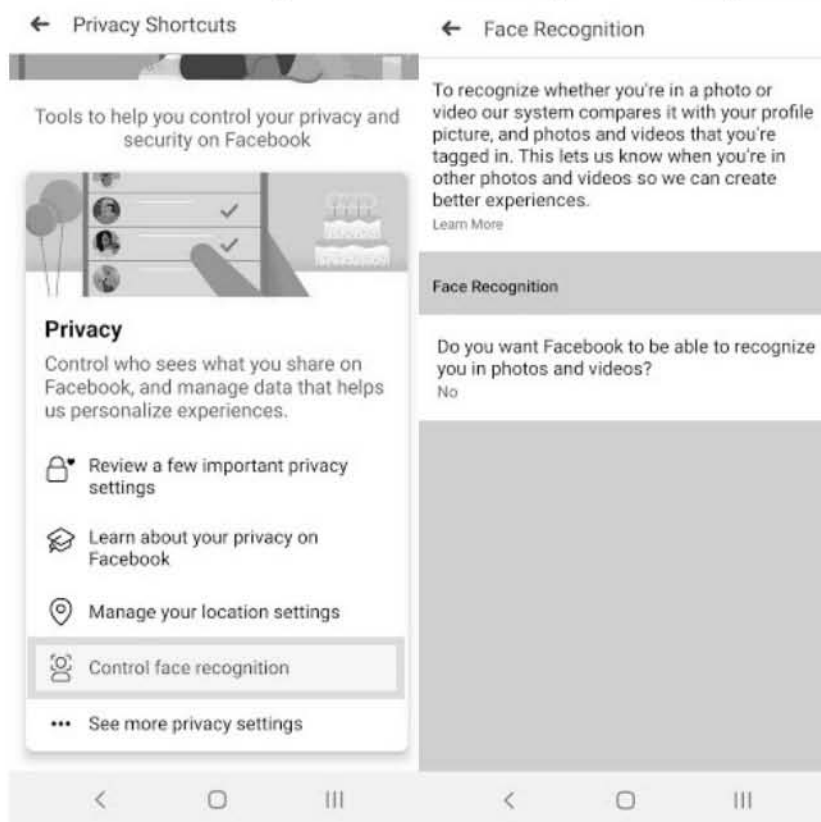 Privacy Shortcuts
Tools to help you control your privacy and
security on Facebook
Privacy
Control who sees what you share on
Facebook, and manage data that helps
us personalize experiences.
Review a few important privacy
settings
Learn about your privacy on
Facebook
Manage your location settings
Control face recognition
See more privacy settings
Face Recognition
To recognize whether you're in a photo or
video our system compares it with your profile
picture, and photos and videos that you're
tagged in. This lets us know when you're in
other photos and videos so we can create
better experiences.
Learn More
Face Recognition
Do you want Facebook to be able to recognize
you in photos and videos?
No